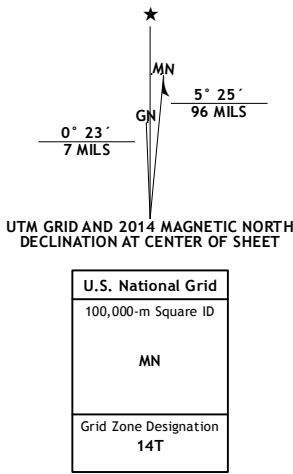 ★
MN
5° 25´
96 MILS
GN
0° 23´
7 MILS
UTM GRID AND 2014 MAGNETIC NORTH
DECLINATION AT CENTER OF SHEET
U.S. National Grid
100,000-m Square ID
MN
Grid Zone Designation
14T